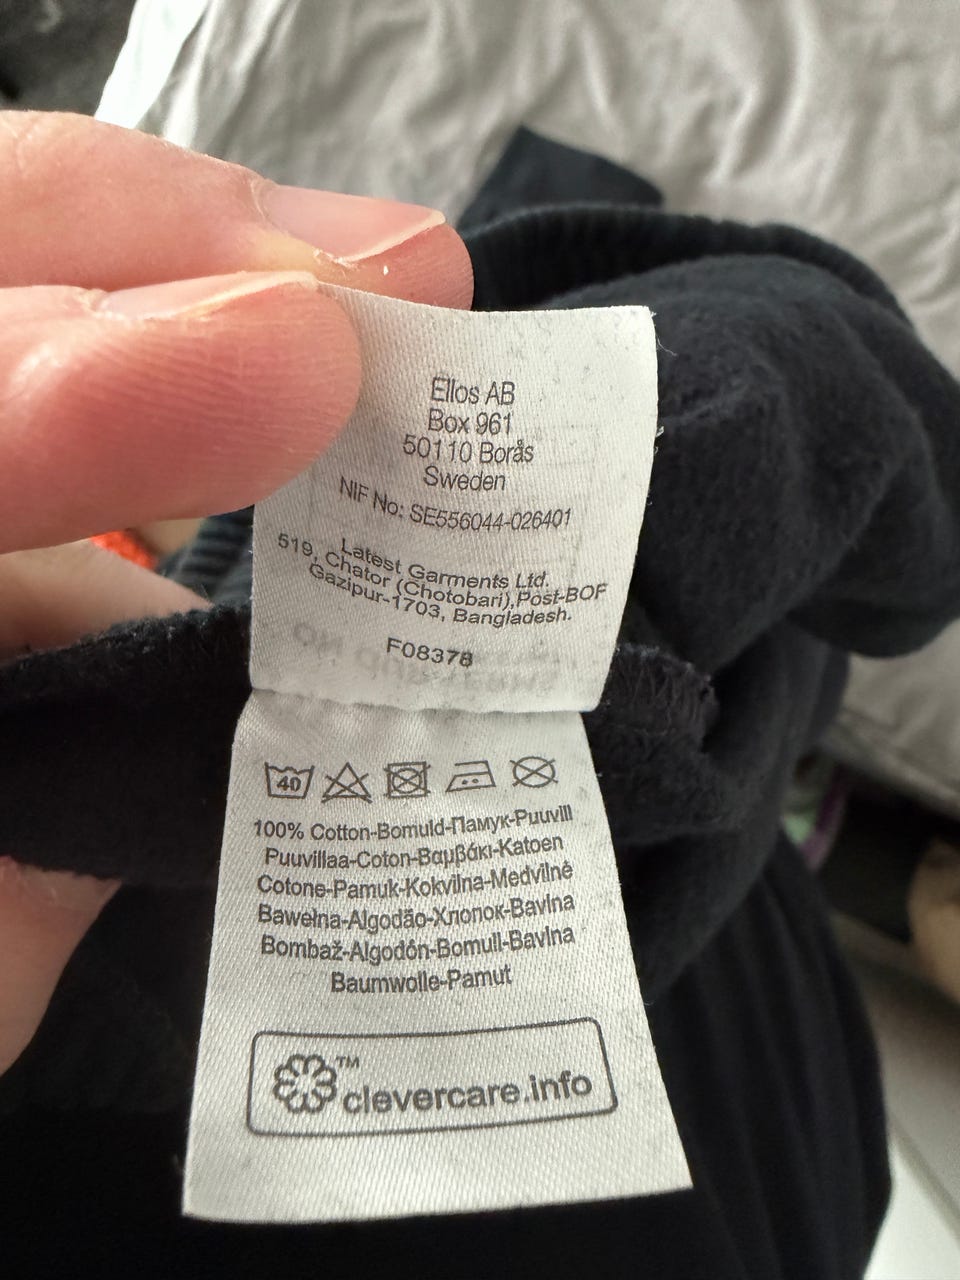 Ellos AB
Box 961
50110 Borås
Sweden
NIF No: SE556044-026401
Latest Garments Ltd.
519, Chator (Chotobari),Post-BOF
Gazipur-1703, Bangladesh.
F08378
40
100% Cotton-Bomuld-Памук-Puuvill
Puuvillaa-Coton-Βαμβάκι-Katoen
Cotone-Pamuk-Kokvilna-Medvilnė
Bawełna-Algodão-Хлопок-Bavlna
Bombaž-Algodón-Bomull-Bavlna
Baumwolle-Pamut
™
clevercare.info